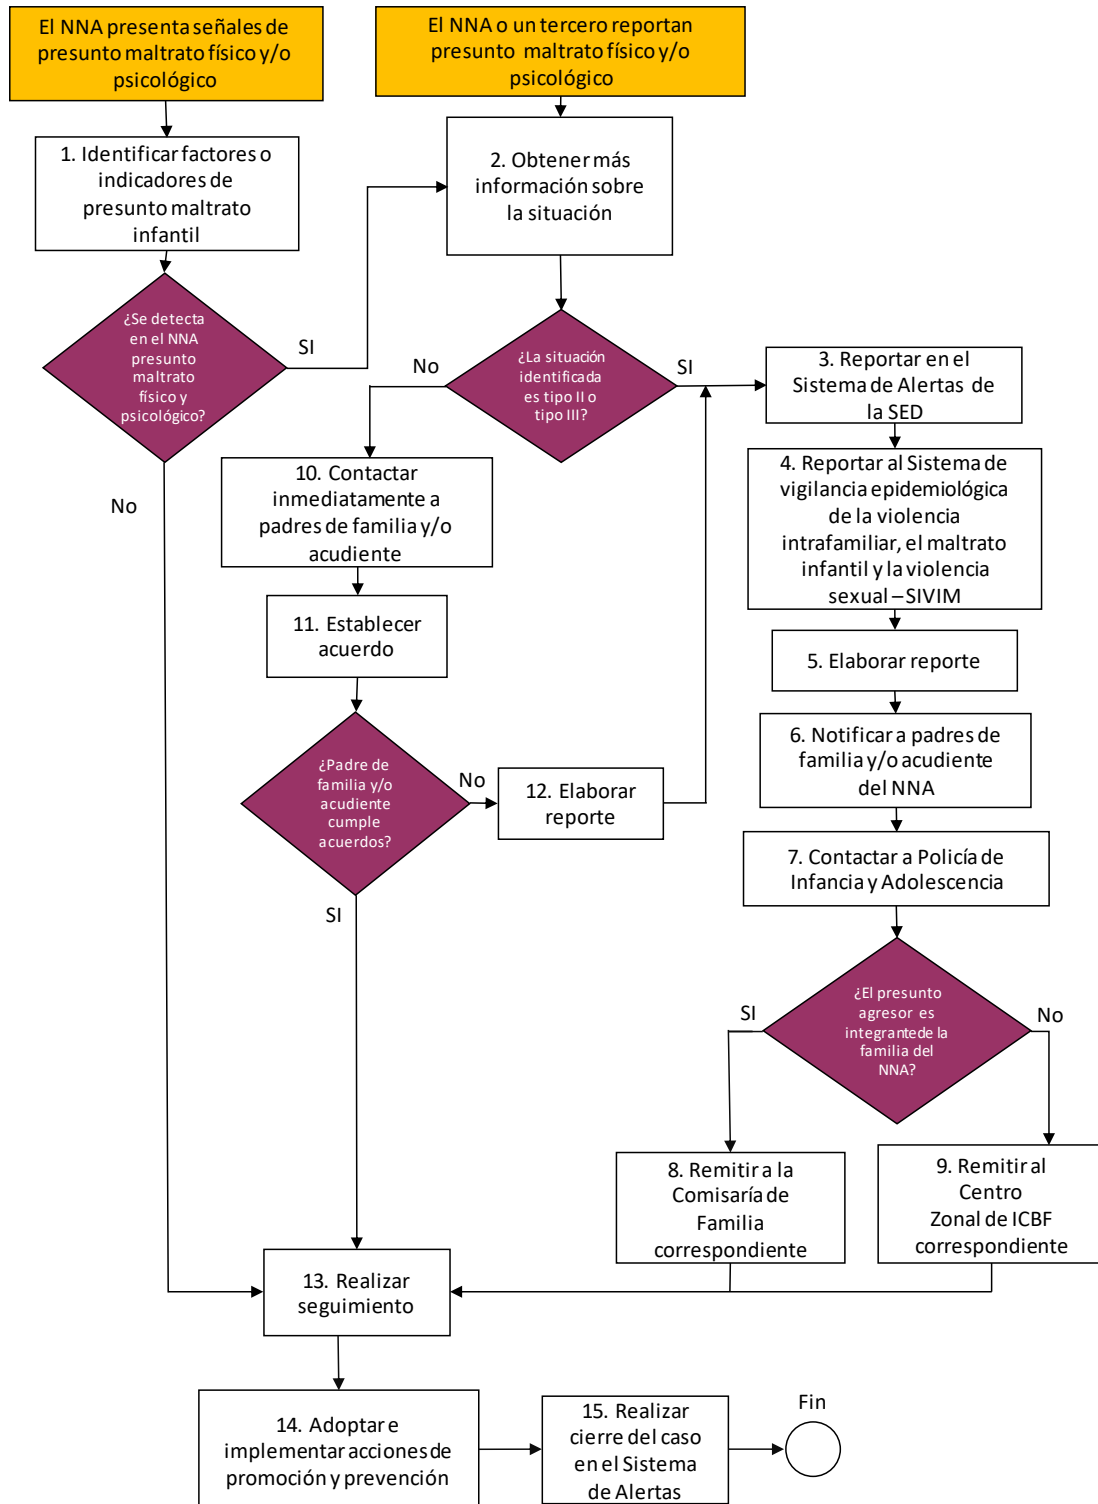 El NNA presenta señales de
presunto maltrato físico y/o
psicológico
El NNA o un tercero reportan
presunto maltrato físico y/o
psicológico
1. Identificar factores o
indicadores de
presunto maltrato
infantil
2. Obtener más
información sobre
la situación
¿Se detecta
en el NNA
presunto
maltrato
físico y
psicológico?
SI
No
No
¿La situación
identificada
es tipo II o
tipo III?
SI
3. Reportar en el
Sistema de Alertas de
la SED
4. Reportar al Sistema de
vigilancia epidemiológica
de la violencia
intrafamiliar, el maltrato
infantil y la violencia
sexual –SIVIM
10. Contactar
inmediatamente a
padres de familia y/o
acudiente
11. Establecer
acuerdo
5. Elaborar reporte
6. Notificar a padres de
familia y/o acudiente
del NNA
¿Padre de
familia y/o
acudiente
cumple
acuerdos?
No
12. Elaborar
reporte
SI
7. Contactar a Policía de
Infancia y Adolescencia
SI
¿El presunto
agresor es
integrante de la
familia del
NNA?
No
8. Remitir a la
Comisaría de
Familia
correspondiente
9. Remitir al
Centro
Zonal de ICBF
correspondiente
13. Realizar
seguimiento
14. Adoptar e
implementar acciones de
promoción y prevención
15. Realizar
cierre del caso
en el Sistema
de Alertas
Fin